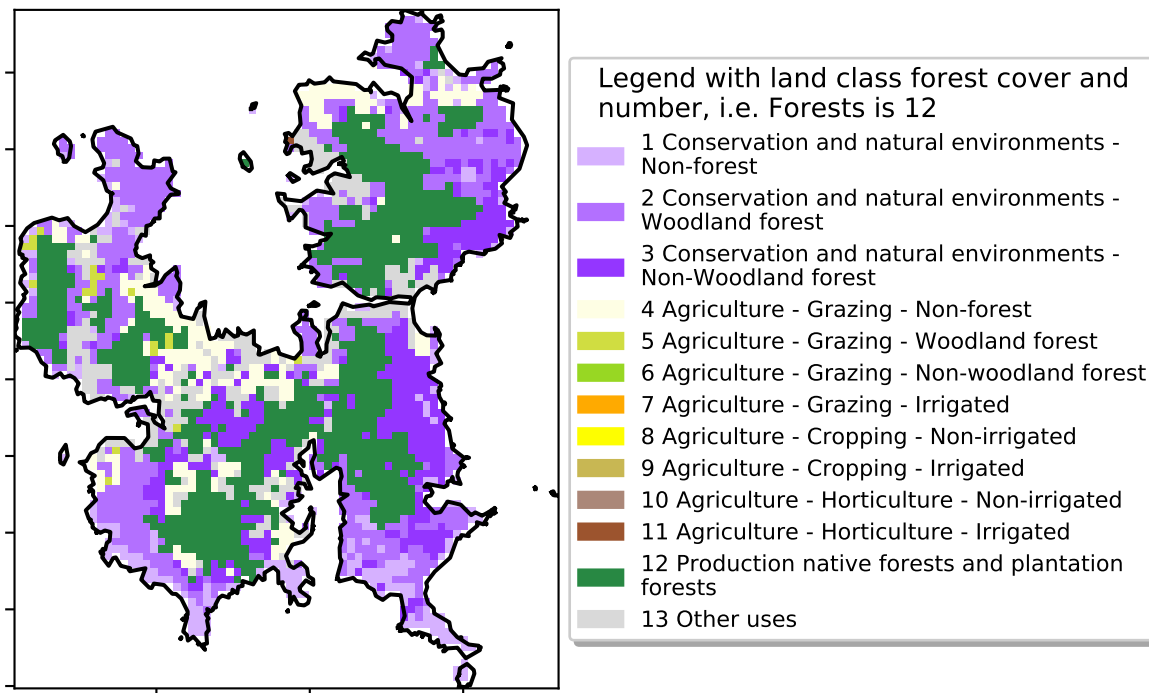 Legend with land class forest cover and
number, i.e. Forests is 12
1 Conservation and natural environments -
Non-forest
2 Conservation and natural environments -
Woodland forest
3 Conservation and natural environments -
Non-Woodland forest
4 Agriculture - Grazing - Non-forest
5 Agriculture - Grazing - Woodland forest
6 Agriculture - Grazing - Non-woodland forest
7 Agriculture - Grazing - Irrigated
8 Agriculture - Cropping - Non-irrigated
9 Agriculture - Cropping - Irrigated
10 Agriculture - Horticulture - Non-irrigated
11 Agriculture - Horticulture - Irrigated
12 Production native forests and plantation
forests
13 Other uses